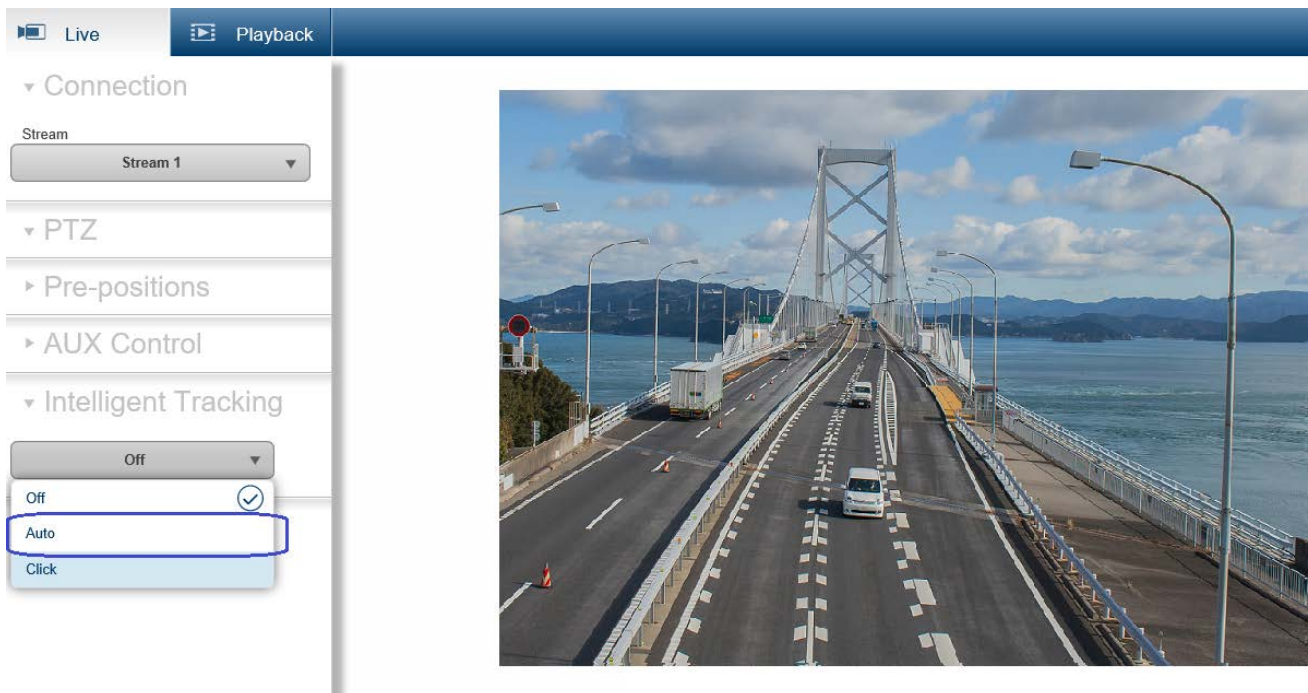 Live
Playback
Connection
Stream
Stream 1
PTZ
Pre-positions
AUX Control
Intelligent Tracking
Off
Off
Auto
Click